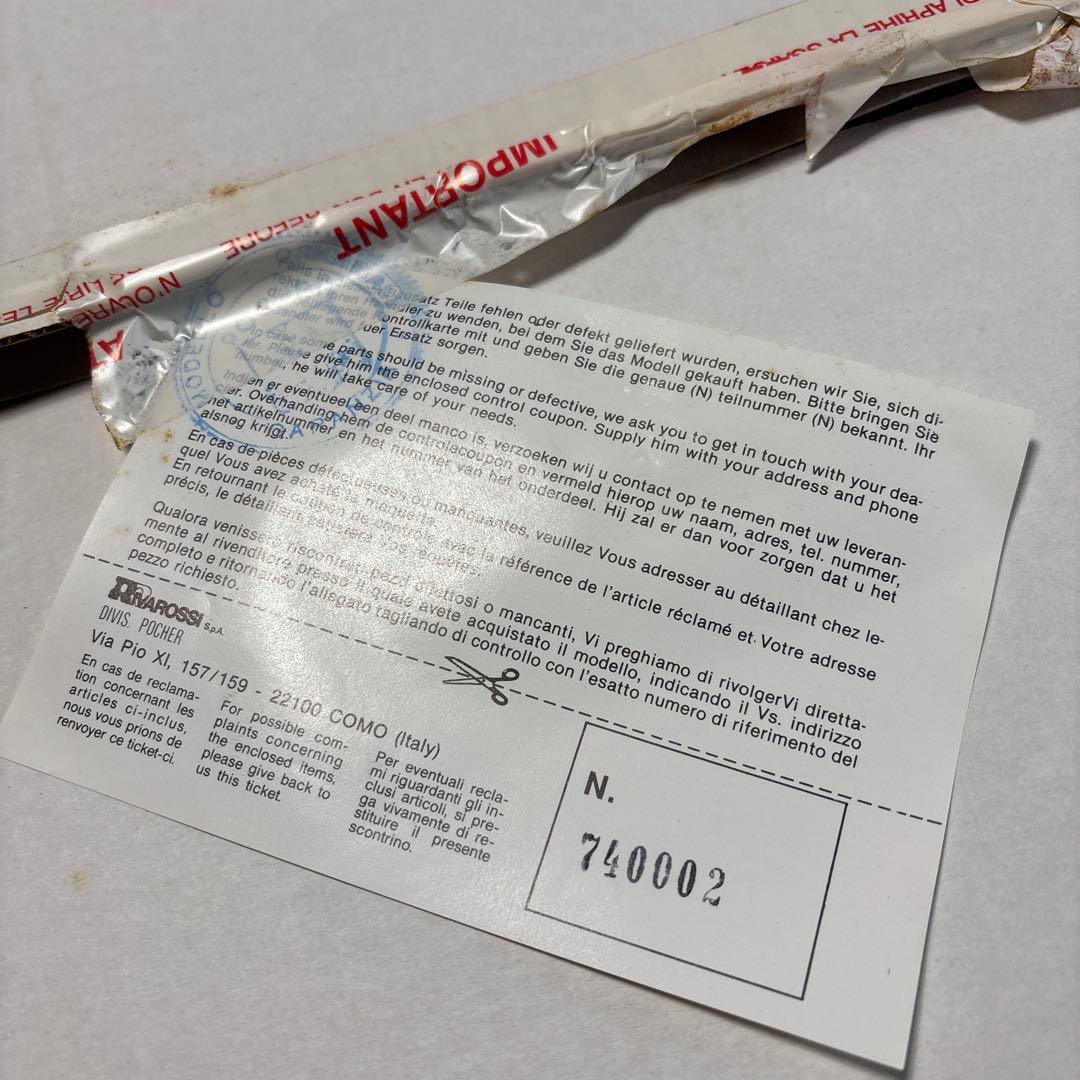 DI APRIRE LA SCATOLA
IMPORTANT
BEFORE
N'OUVRE
LIRE LE
Falls in diesem Bausatz Teile fehlen oder defekt geliefert wurden, ersuchen wir Sie, sich di-
Ihren Händler zu wenden, bei dem Sie das Modell gekauft haben. Bitte bringen Sie
die beiliegende Kontrollkarte mit und geben Sie die genaue (N) teilnummer (N) bekannt. Ihr
Haendler wird für Ersatz sorgen.
In case some parts should be missing or defective, we ask you to get in touch with your dea-
ler. Please give him the enclosed control coupon. Supply him with your address and phone
number, he will take care of your needs.
Indien er eventueel een deel manco is, verzoeken wij u contact op te nemen met uw leveran-
cier. Overhandig hem de controlecoupon en vermeld hierop uw naam, adres, tel. nummer,
het artikelnummer en het nummer van het onderdeel. Hij zal er dan voor zorgen dat u het
alsnog krijgt.
En cas de pièces défectueuses ou manquantes, veuillez Vous adresser au détaillant chez le-
quel Vous avez acheté la maquette.
En retournant le coupon de contrôle avec la référence de l'article réclamé et Votre adresse
précis, le détaillant satisfera vos requêtes.
Qualora venissero riscontrati pezzi difettosi o mancanti, Vi preghiamo di rivolgerVi diretta-
mente al rivenditore presso il quale avete acquistato il modello, indicando il Vs. indirizzo
completo e ritornando l'allegato tagliando di controllo con l'esatto numero di riferimento del
pezzo richiesto.
RIVAROSSI S.p.A.
DIVIS. POCHER
Via Pio XI, 157/159 - 22100 COMO (Italy)
En cas de reclama-
tion concernant les
articles ci-inclus,
nous vous prions de
renvoyer ce ticket-ci.
For possible com-
plaints concerning
the enclosed items,
please give back to
us this ticket.
Per eventuali recla-
mi riguardanti gli in-
clusi articoli, si pre-
ga vivamente di re-
stituire il presente
scontrino.
N.
740002